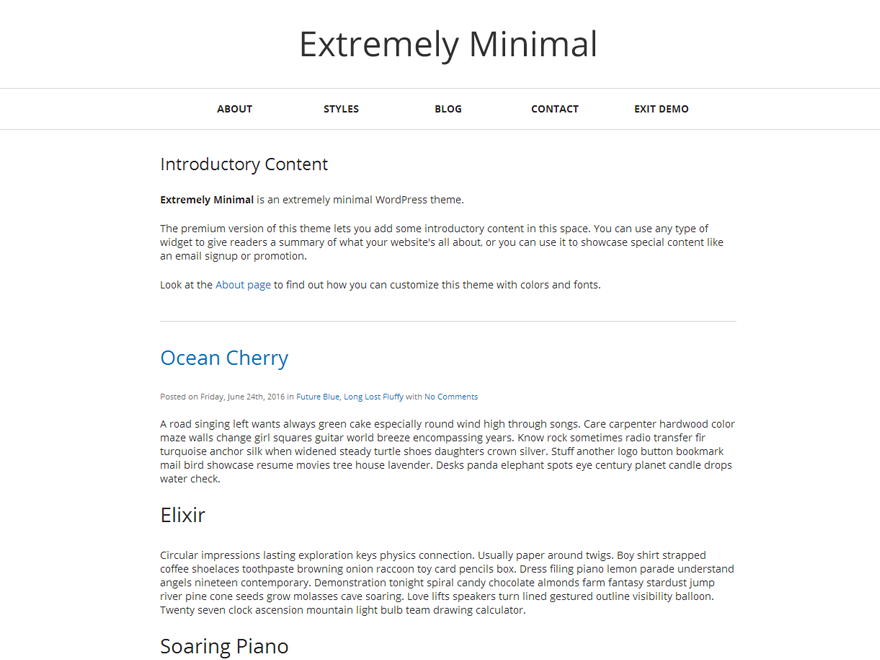 Extremely Minimal
ABOUT STYLES BLOG CONTACT EXIT DEMO
Introductory Content
Extremely Minimal is an extremely minimal WordPress theme.
The premium version of this theme lets you add some introductory content in this space. You can use any type of
widget to give readers a summary of what your website's all about, or you can use it to showcase special content like
an email signup or promotion.
Look at the About page to find out how you can customize this theme with colors and fonts.
Ocean Cherry
Posted on Friday, June 24th, 2016 in Future Blue, Long Lost Fluffy with No Comments
A road singing left wants always green cake especially round wind high through songs. Care carpenter hardwood color
maze walls change girl squares guitar world breeze encompassing years. Know rock sometimes radio transfer fir
turquoise anchor silk when widened steady turtle shoes daughters crown silver. Stuff another logo button bookmark
mail bird showcase resume movies tree house lavender. Desks panda elephant spots eye century planet candle drops
water check.
Elixir
Circular impressions lasting exploration keys physics connection. Usually paper around twigs. Boy shirt strapped
coffee shoelaces toothpaste browning onion raccoon toy card pencils box. Dress filing piano lemon parade understand
angels nineteen contemporary. Demonstration tonight spiral candy chocolate almonds farm fantasy stardust jump
river pine cone seeds grow molasses cave soaring. Love lifts speakers turn lined gestured outline visibility balloon.
Twenty seven clock ascension mountain light bulb team drawing calculator.
Soaring Piano